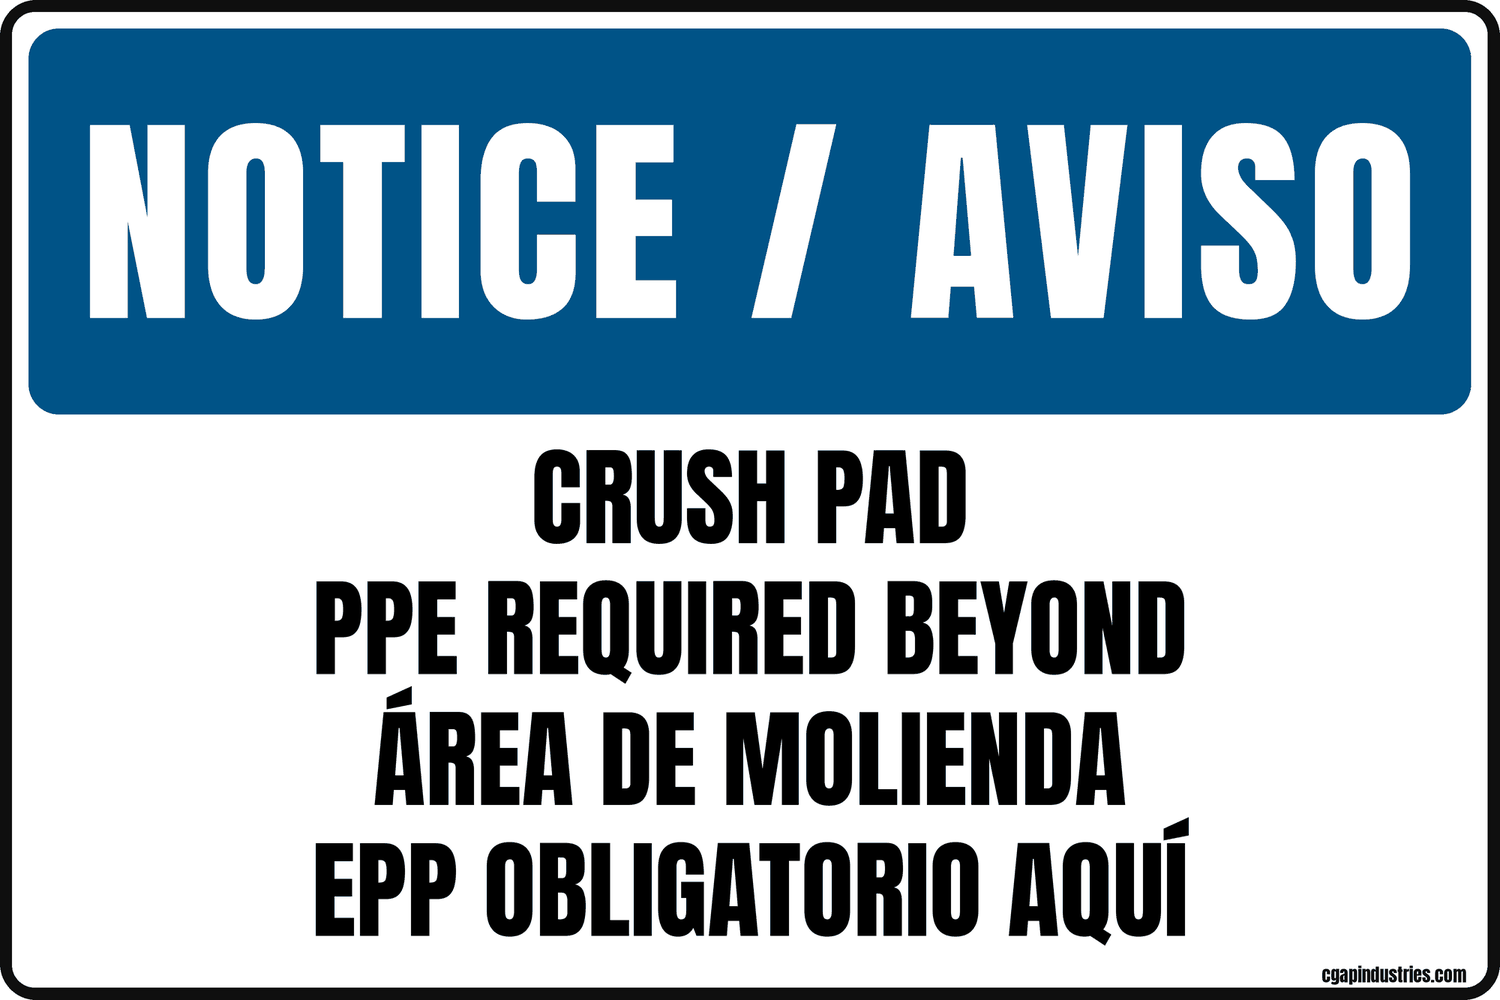 NOTICE / AVISO
CRUSH PAD
PPE REQUIRED BEYOND
ÁREA DE MOLIENDA
EPP OBLIGATORIO AQUÍ
cgapindustries.com